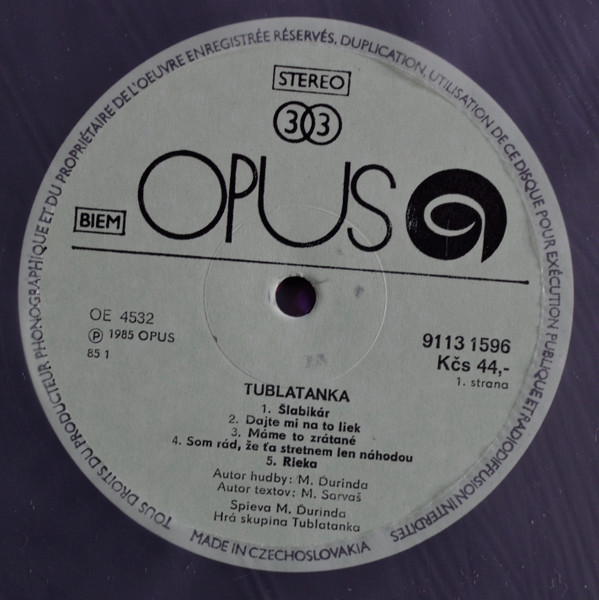 TOUS DROITS DU PRODUCTEUR PHONOGRAPHIQUE ET DU PROPRIÉTAIRE DE L'OEUVRE ENREGISTRÉE RÉSERVÉS, DUPLICATION, UTILISATION DE CE DISQUE POUR EXÉCUTION PUBLIQUE ET RADIODIFFUSION INTERDITES
STEREO
33
OPUS
BIEM
OE 4532
Ⓟ 1985 OPUS
85 1
9113 1596
Kčs 44,-
1. strana
TUBLATANKA
1. Slabikár
2. Dajte mi na to liek
3. Máme to zrátané
4. Som rád, že ťa stretnem len náhodou
5. Rieka
Autor hudby: M. Ďurinda
Autor textov: M. Sarvaš
Spieva M. Ďurinda
Hrá skupina Tublatanka
MADE IN CZECHOSLOVAKIA